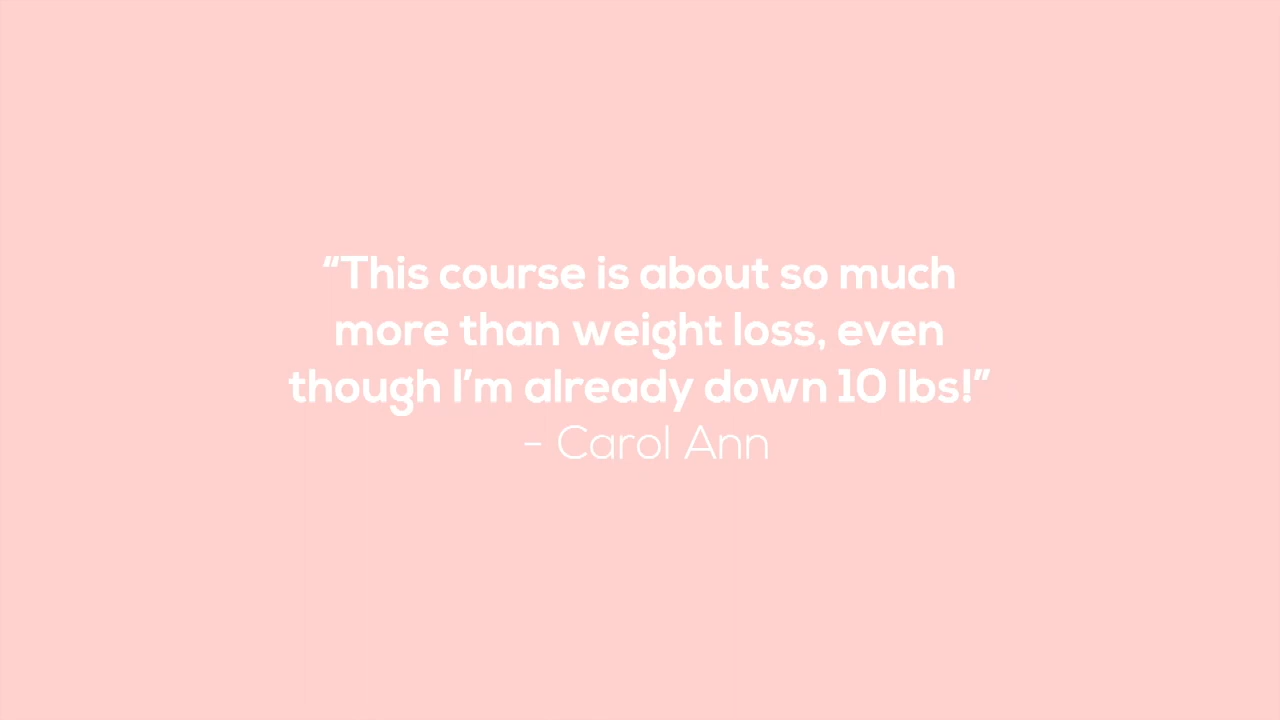 “This course is about so much
more than weight loss, even
though I’m already down 10 lbs!”
- Carol Ann